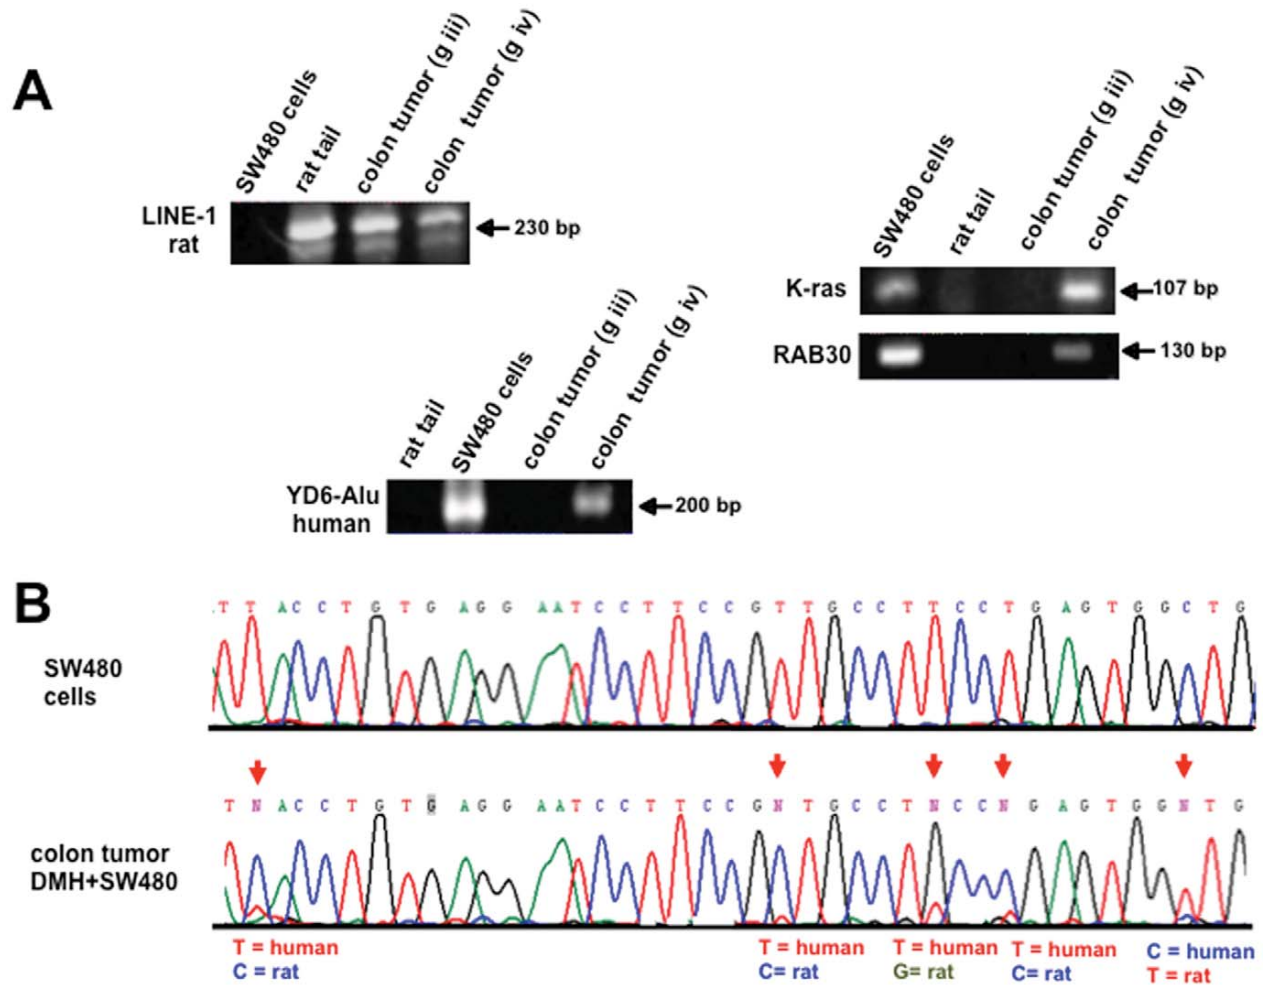 A
SW480 cells
rat tail
colon tumor (g iii)
colon tumor (g iv)
LINE-1
rat
230 bp
SW480 cells
rat tail
colon tumor (g iii)
colon tumor (g iv)
K-ras
107 bp
RAB30
130 bp
rat tail
SW480 cells
colon tumor (g iii)
colon tumor (g iv)
YD6-Alu
human
200 bp
B
SW480
cells
T T A C C T G T G A G G A A T C C T T C C G T T G C C T T C C T G A G T G G C T G
colon tumor
DMH+SW480
T N A C C T G T G A G G A A T C C T T C C G N T G C C T N C C N G A G T G G N T G
T = human
C = rat
T = human
C= rat
T = human
G= rat
T = human
C= rat
C = human
T = rat